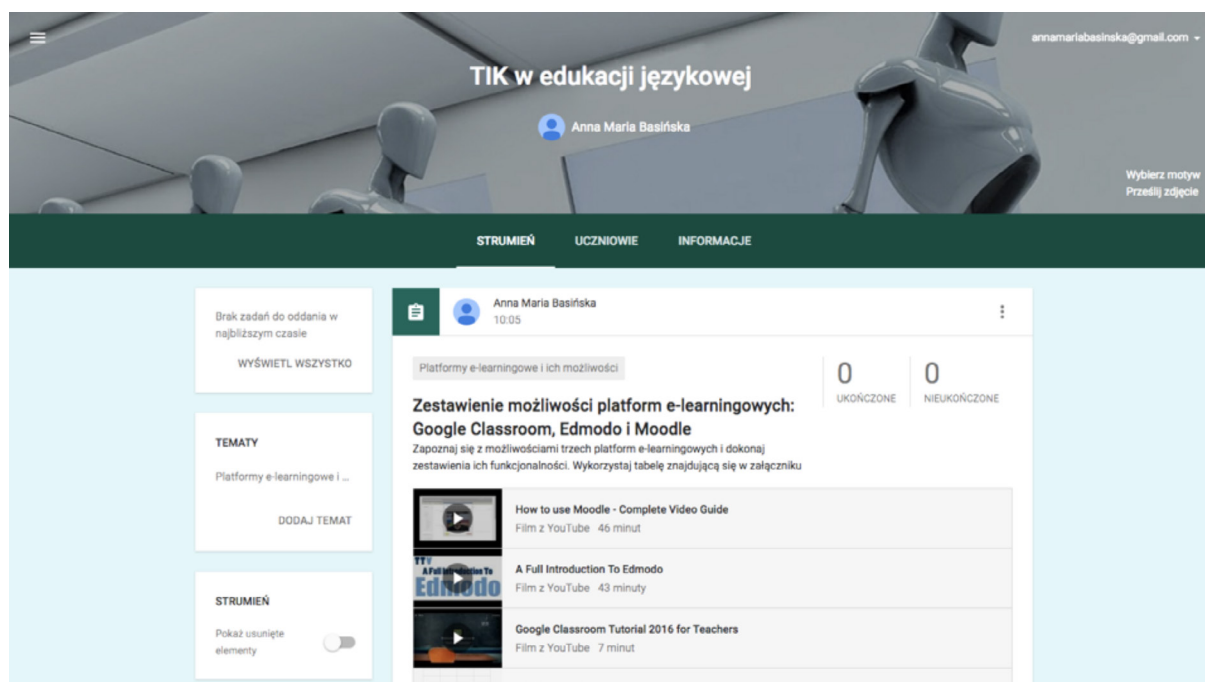 annamariabasinska@gmail.com
TIK w edukacji językowej
Anna Maria Basińska
Wybierz motyw
Prześlij zdjęcie
STRUMIEŃ UCZNIOWIE INFORMACJE
Brak zadań do oddania w
najbliższym czasie
WYŚWIETL WSZYSTKO
TEMATY
Platformy e-learningowe i ...
DODAJ TEMAT
STRUMIEŃ
Pokaż usunięte
elementy
Anna Maria Basińska
10:05
Platformy e-learningowe i ich możliwości
0 0
UKOŃCZONE NIEUKOŃCZONE
Zestawienie możliwości platform e-learningowych:
Google Classroom, Edmodo i Moodle
Zapoznaj się z możliwościami trzech platform e-learningowych i dokonaj
zestawienia ich funkcjonalności. Wykorzystaj tabelę znajdującą się w załączniku
How to use Moodle - Complete Video Guide
Film z YouTube 46 minut
TTV
A Full Introduction To
Edmodo
A Full Introduction To Edmodo
Film z YouTube 43 minuty
Google Classroom Tutorial 2016 for Teachers
Film z YouTube 7 minut